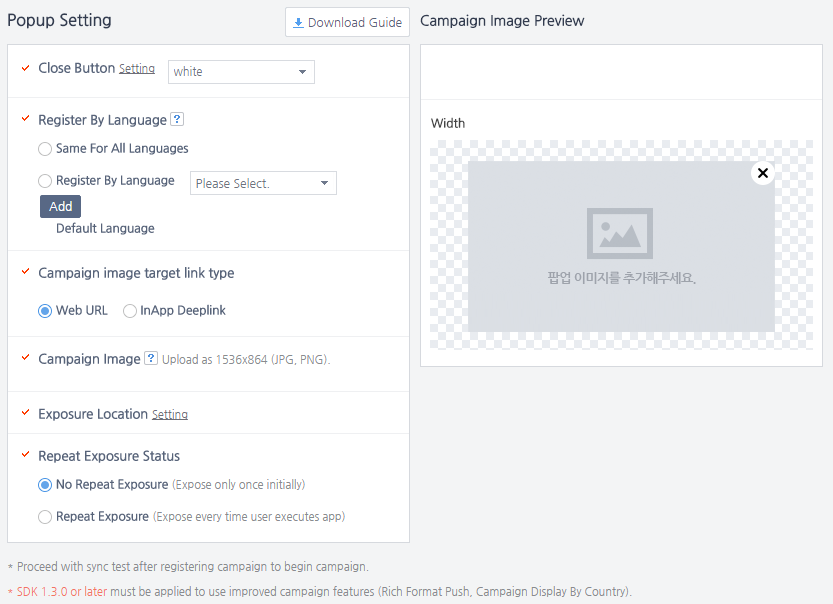 Popup Setting
Download Guide
Close Button Setting
white
Register By Language ?
Same For All Languages
Register By Language
Please Select.
Add
Default Language
Campaign image target link type
Web URL
InApp Deeplink
Campaign Image ? Upload as 1536x864 (JPG, PNG).
Exposure Location Setting
Repeat Exposure Status
No Repeat Exposure (Expose only once initially)
Repeat Exposure (Expose every time user executes app)
Campaign Image Preview
Width
팝업 이미지를 추가해주세요.
* Proceed with sync test after registering campaign to begin campaign.
* SDK 1.3.0 or later must be applied to use improved campaign features (Rich Format Push, Campaign Display By Country).